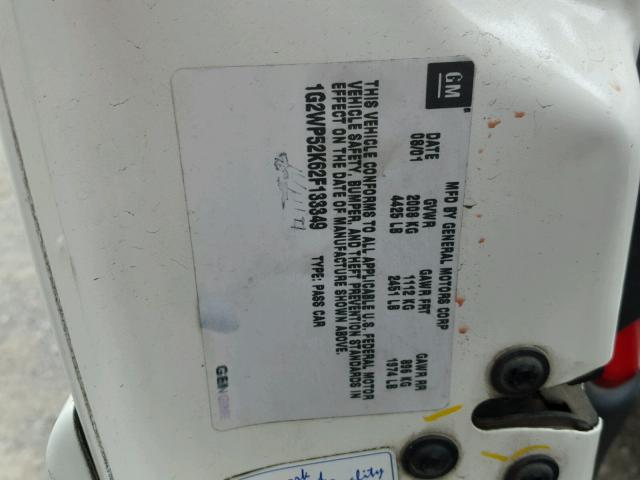 GM
MFD BY GENERAL MOTORS CORP
DATE GVWR GAWR FRT GAWR RR
08/01 2009 KG 1112 KG 896 KG
4425 LB 2451 LB 1974 LB
THIS VEHICLE CONFORMS TO ALL APPLICABLE U.S. FEDERAL MOTOR
VEHICLE SAFETY, BUMPER, AND THEFT PREVENTION STANDARDS IN
EFFECT ON THE DATE OF MANUFACTURE SHOWN ABOVE.
1G2WP52K62F133349 TYPE: PASS CAR